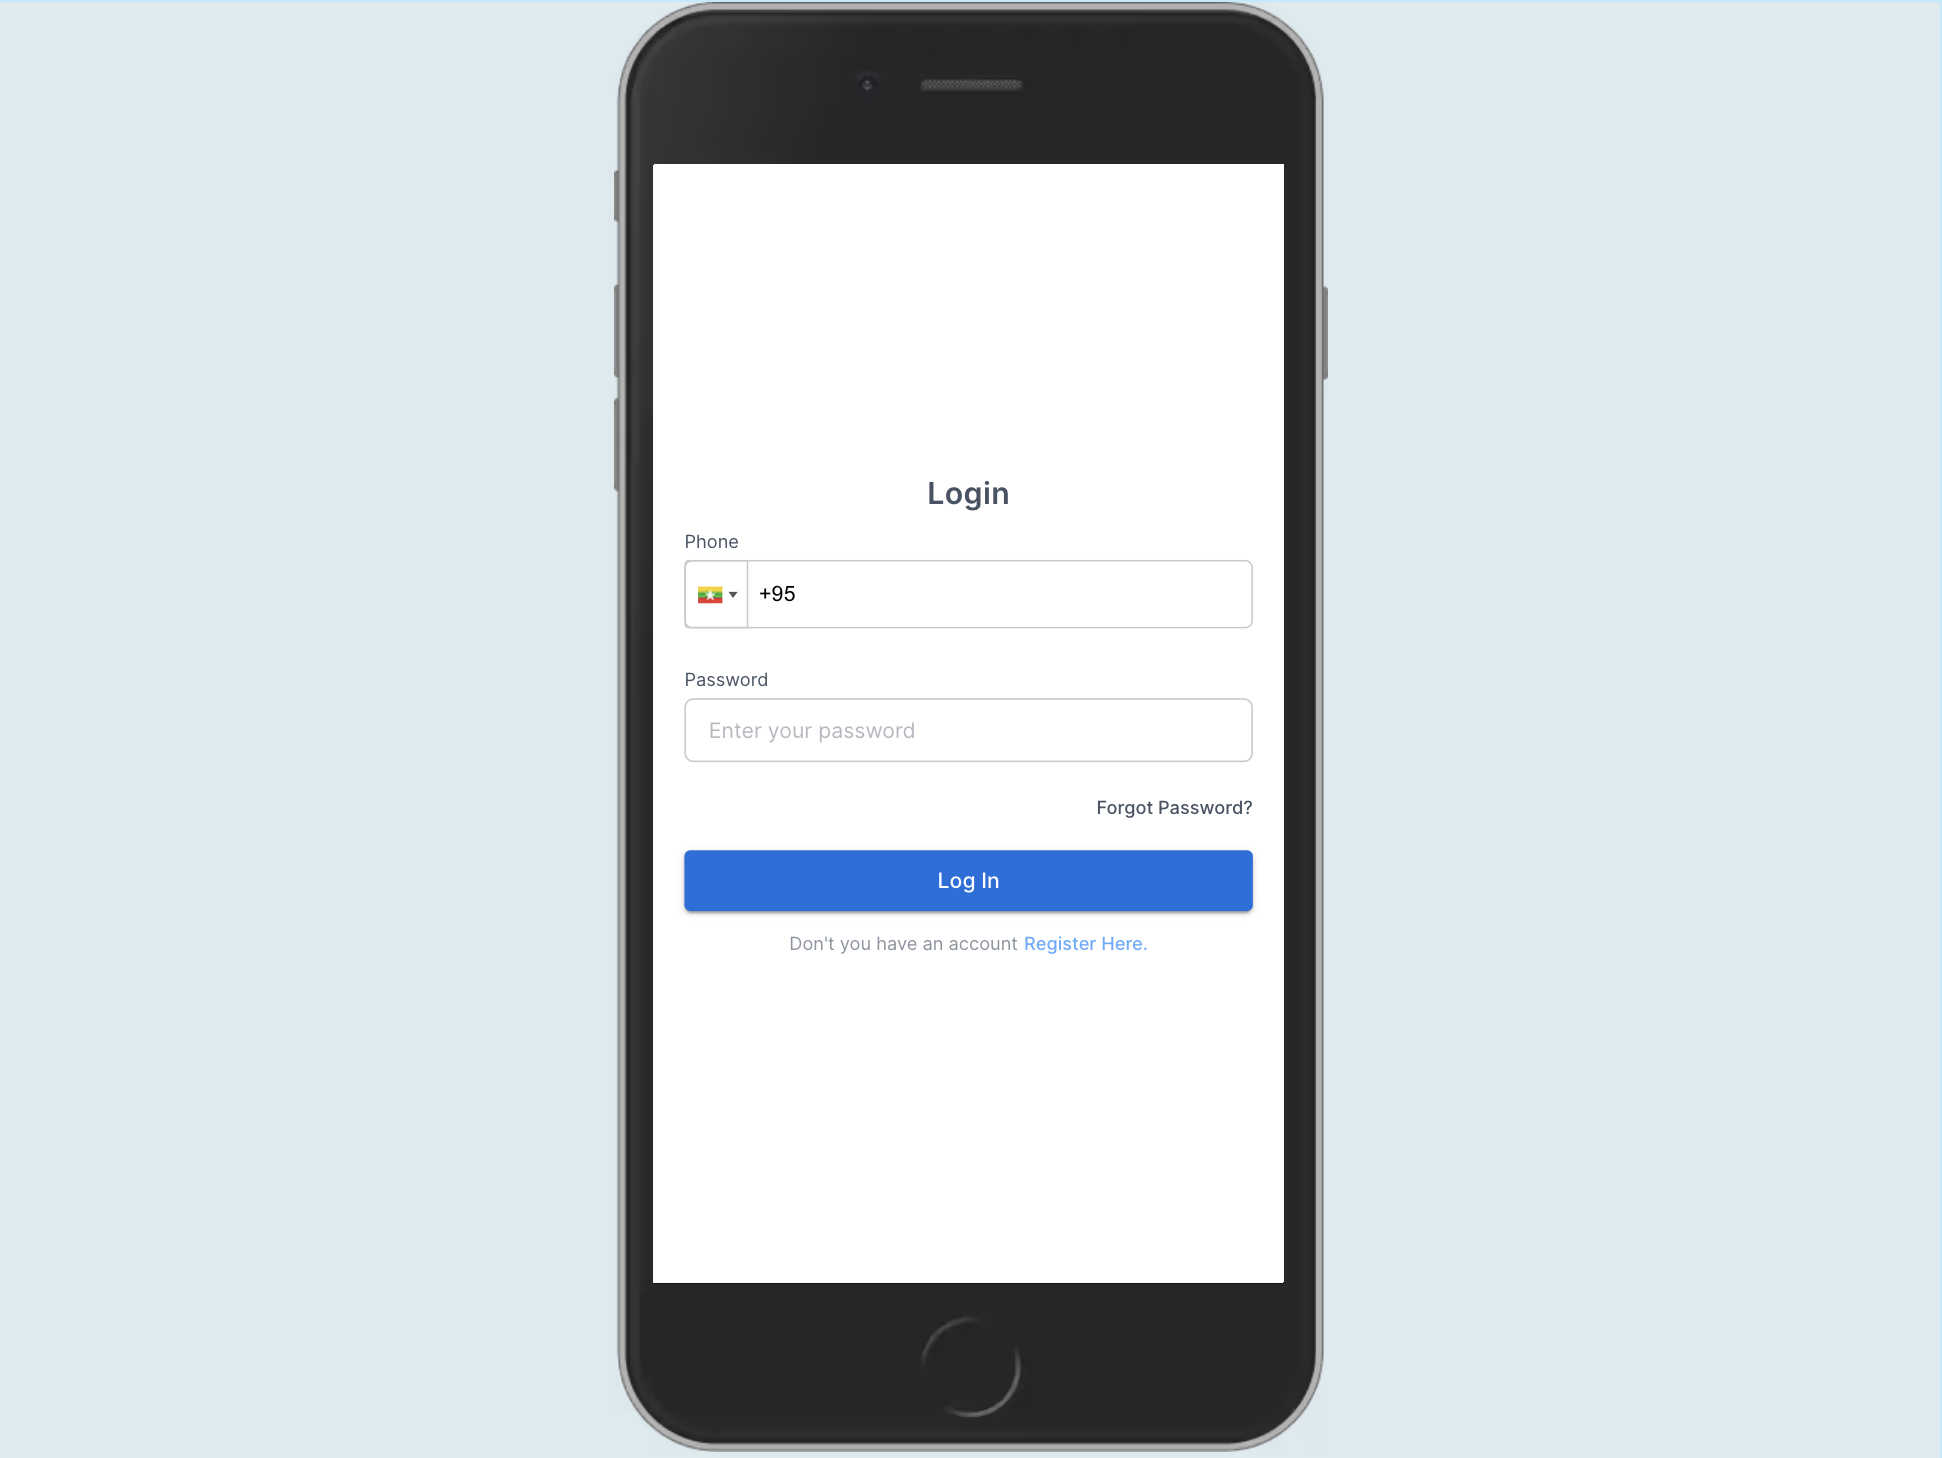 Login
Phone
+95
Password
Enter your password
Forgot Password?
Log In
Don't you have an account Register Here.